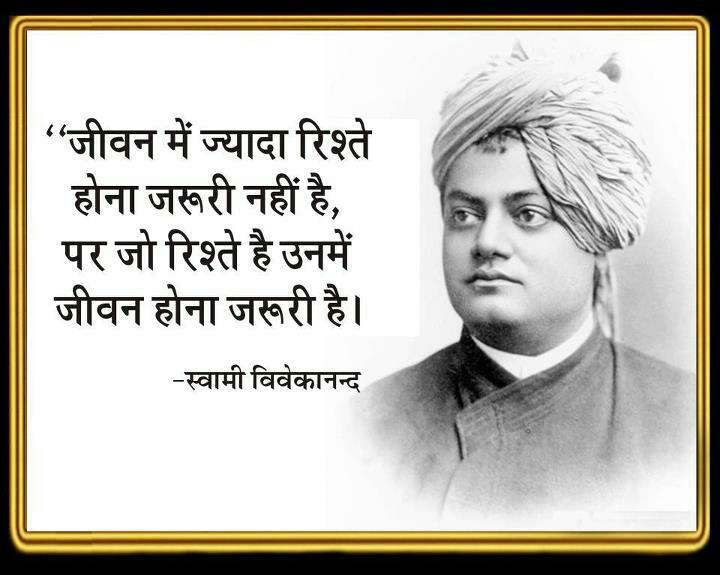 “जीवन में ज्यादा रिश्ते
होना जरूरी नहीं है,
पर जो रिश्ते है उनमें
जीवन होना जरूरी है।
-स्वामी विवेकानन्द